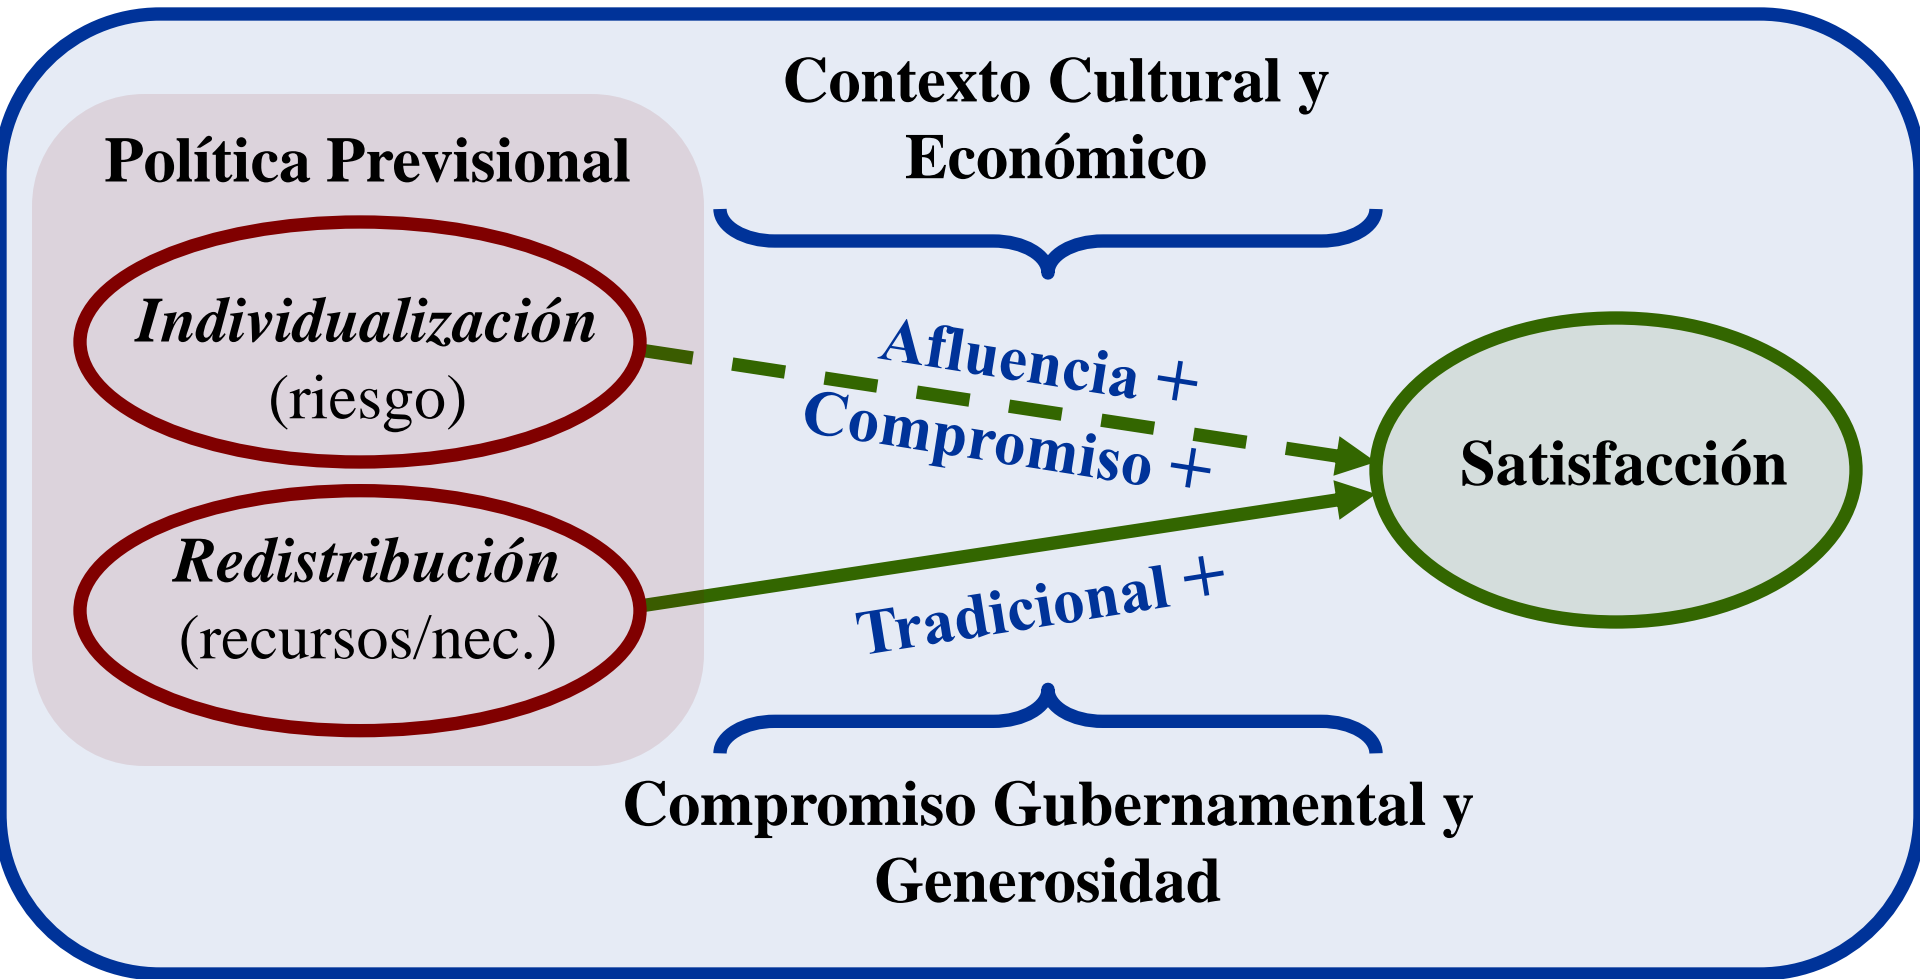 Contexto Cultural y
Económico
Política Previsional
Individualización
(riesgo)
Afluencia +
Compromiso +
Satisfacción
Redistribución
(recursos/nec.)
Tradicional +
Compromiso Gubernamental y
Generosidad